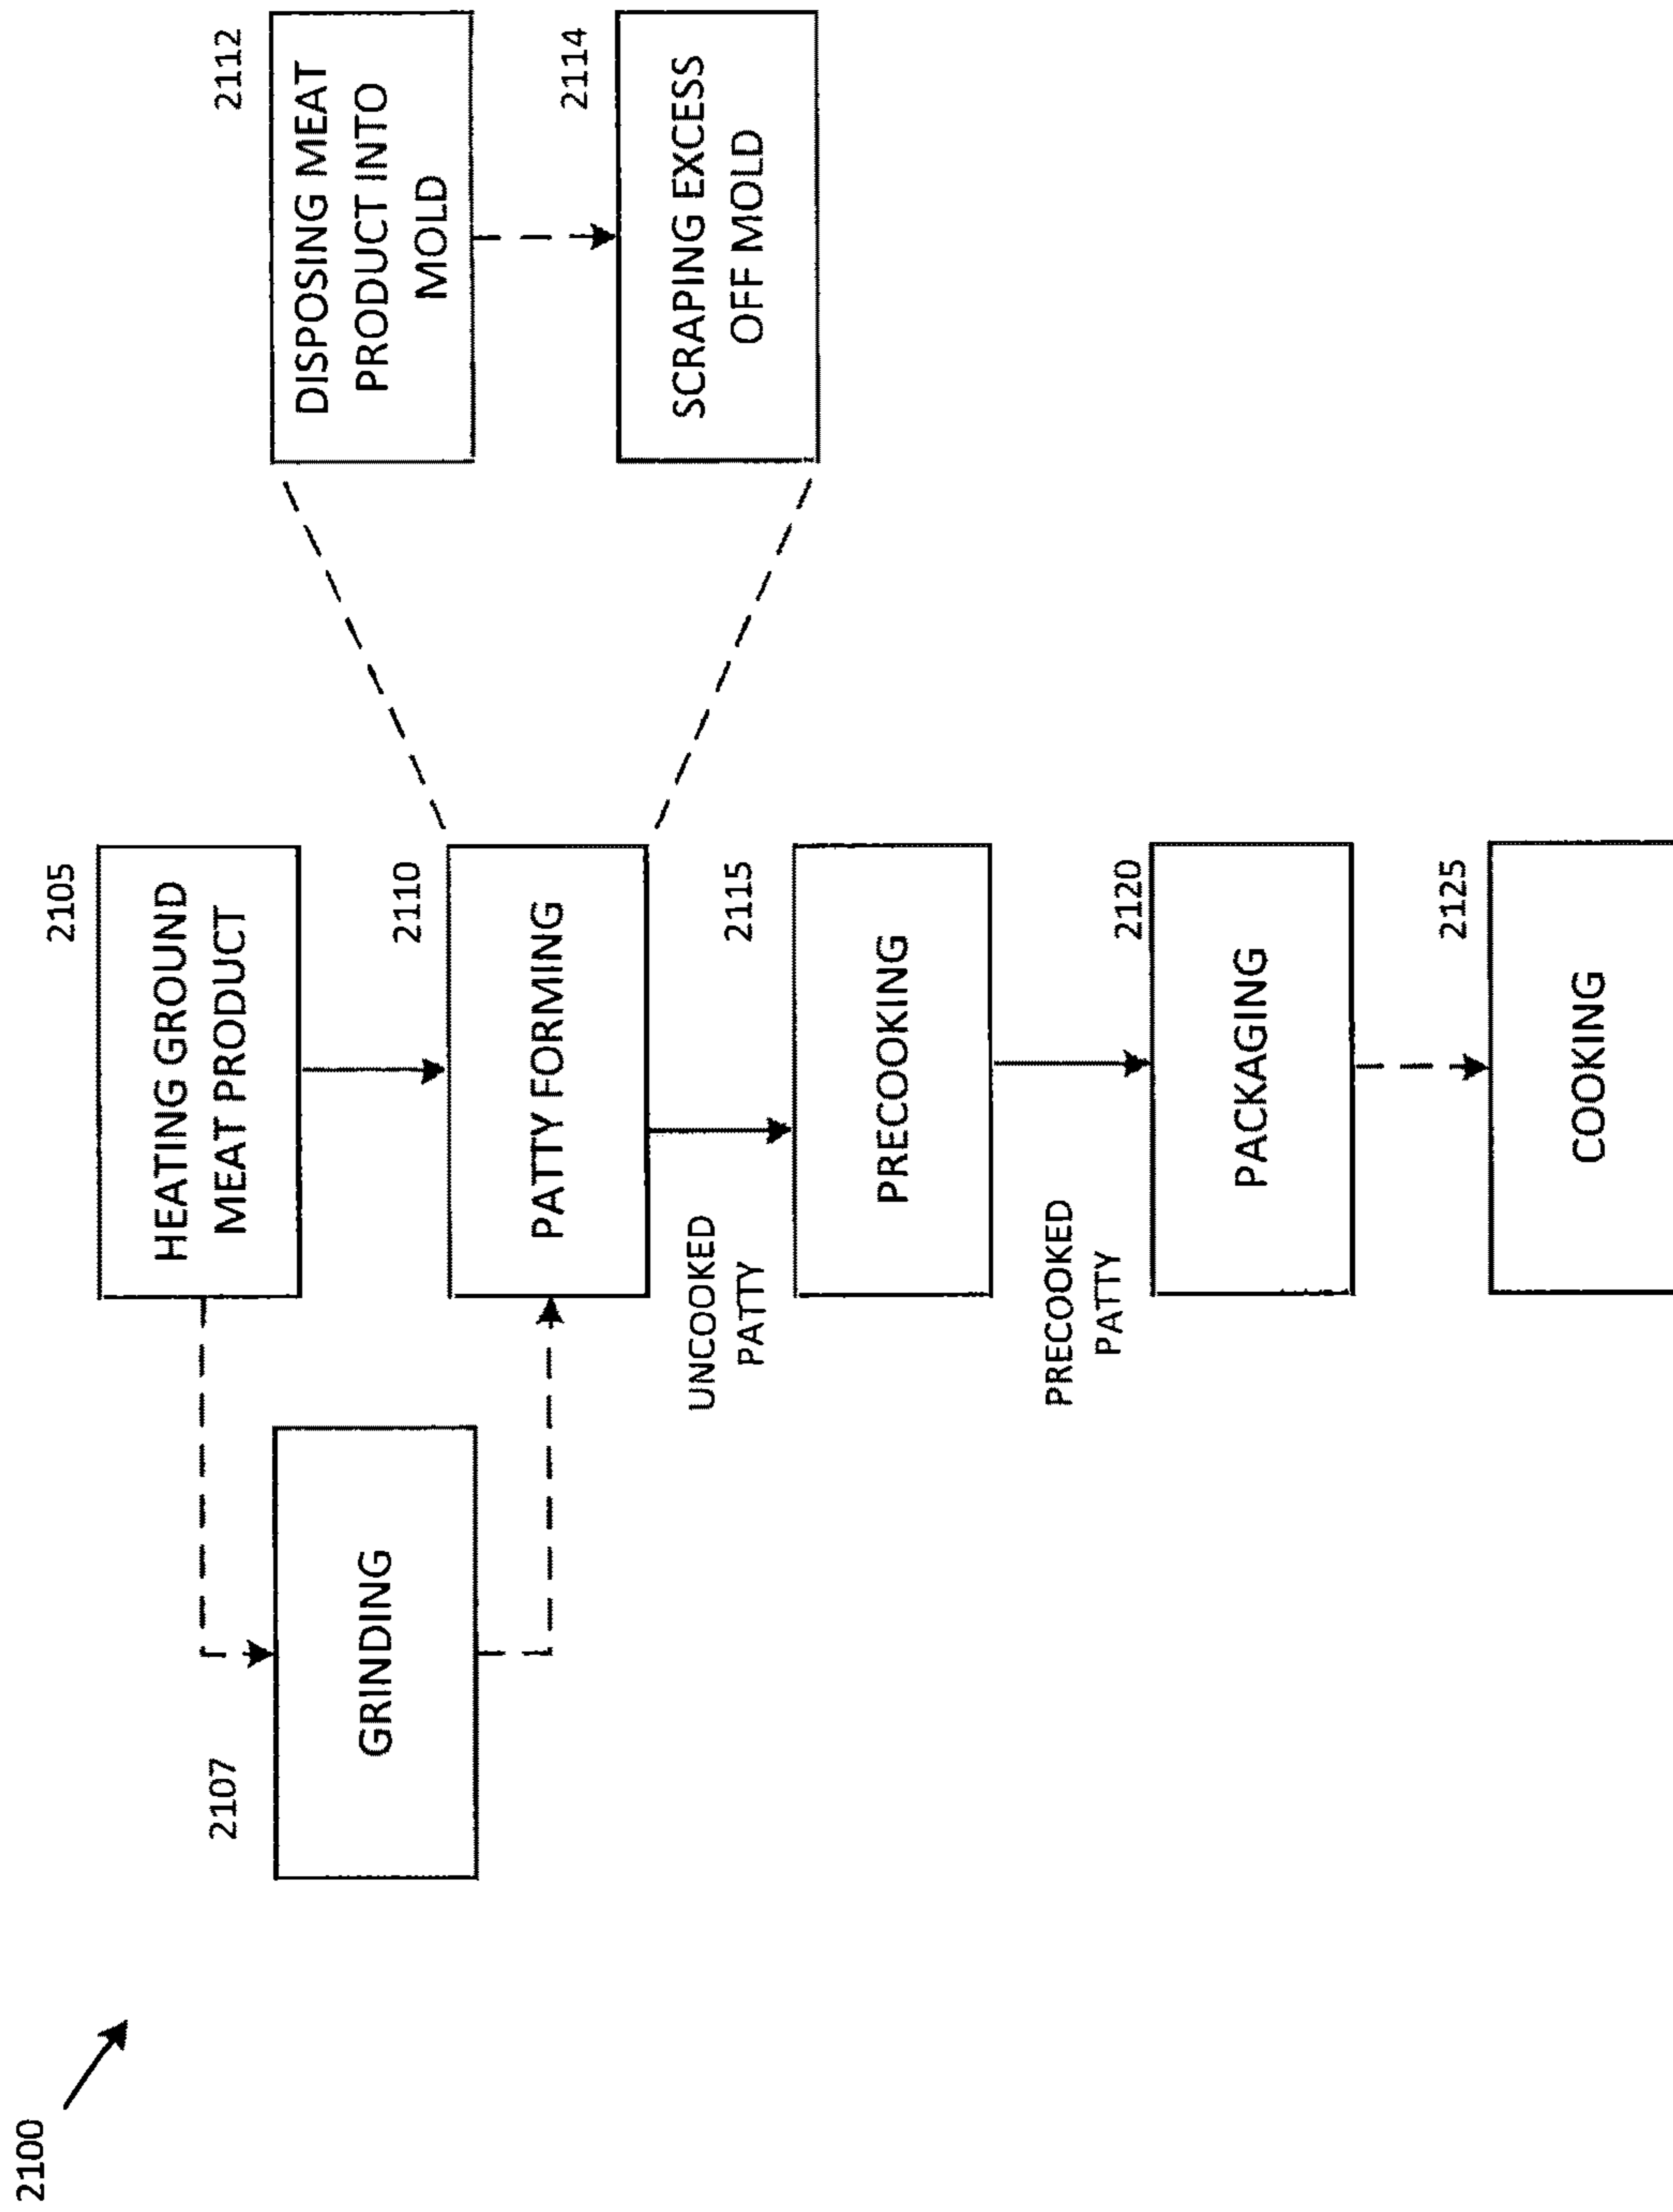 2100
2105
HEATING GROUND
MEAT PRODUCT
2107
GRINDING
2110
PATTY FORMING
2112
DISPOSING MEAT
PRODUCT INTO
MOLD
2114
SCRAPING EXCESS
OFF MOLD
UNCOOKED
PATTY
2115
PRECOOKING
PRECOOKED
PATTY
2120
PACKAGING
2125
COOKING